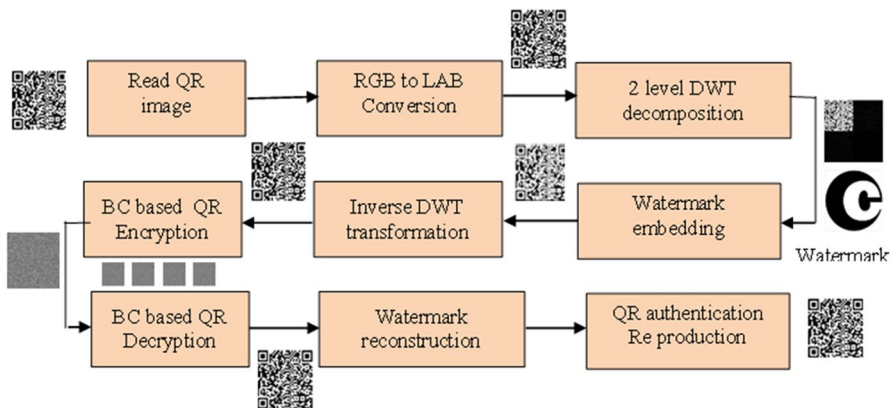 Read QR
image
RGB to LAB
Conversion
2 level DWT
decomposition
BC based QR
Encryption
Inverse DWT
transformation
Watermark
embedding
Watermark
BC based QR
Decryption
Watermark
reconstruction
QR authentication
Re production